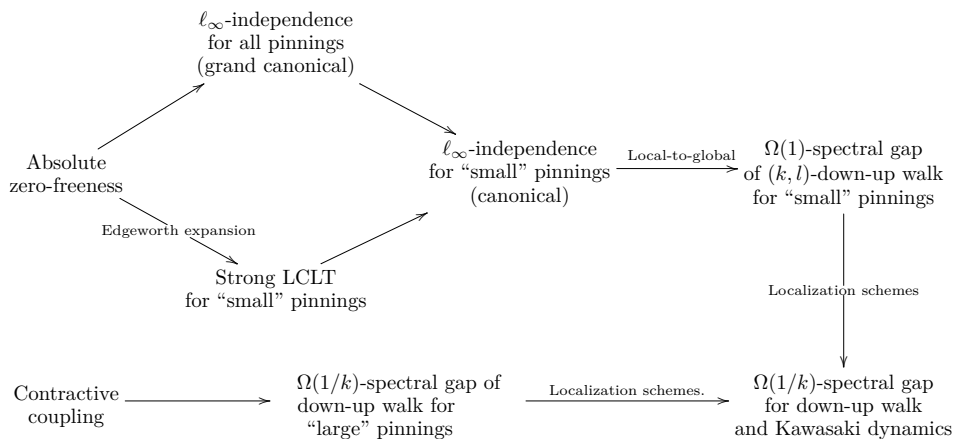 ℓ∞-independence
for all pinnings
(grand canonical)
Absolute
zero-freeness
ℓ∞-independence
for “small” pinnings
(canonical)
Local-to-global
Ω(1)-spectral gap
of (k, l)-down-up walk
for “small” pinnings
Edgeworth expansion
Strong LCLT
for “small” pinnings
Localization schemes
Contractive
coupling
Ω(1/k)-spectral gap of
down-up walk for
“large” pinnings
Localization schemes.
Ω(1/k)-spectral gap
for down-up walk
and Kawasaki dynamics